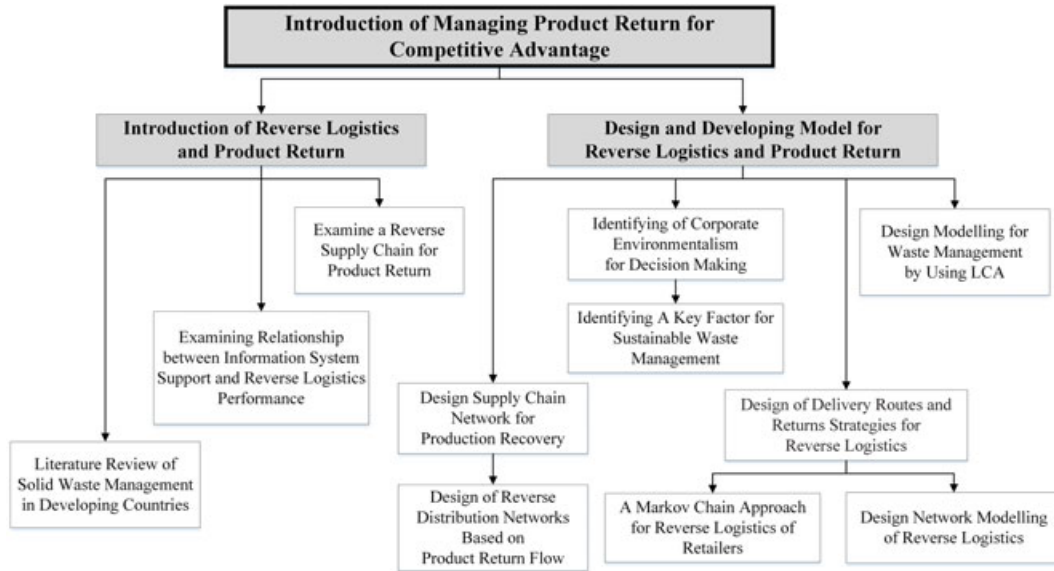 Introduction of Managing Product Return for
Competitive Advantage
Introduction of Reverse Logistics
and Product Return
Design and Developing Model for
Reverse Logistics and Product Return
Examine a Reverse
Supply Chain for
Product Return
Identifying of Corporate
Environmentalism
for Decision Making
Design Modelling for
Waste Management
by Using LCA
Examining Relationship
between Information System
Support and Reverse Logistics
Performance
Identifying A Key Factor for
Sustainable Waste
Management
Design Supply Chain
Network for
Production Recovery
Design of Delivery Routes and
Returns Strategies for
Reverse Logistics
Literature Review of
Solid Waste Management
in Developing Countries
Design of Reverse
Distribution Networks
Based on
Product Return Flow
A Markov Chain Approach
for Reverse Logistics of
Retailers
Design Network Modelling
of Reverse Logistics